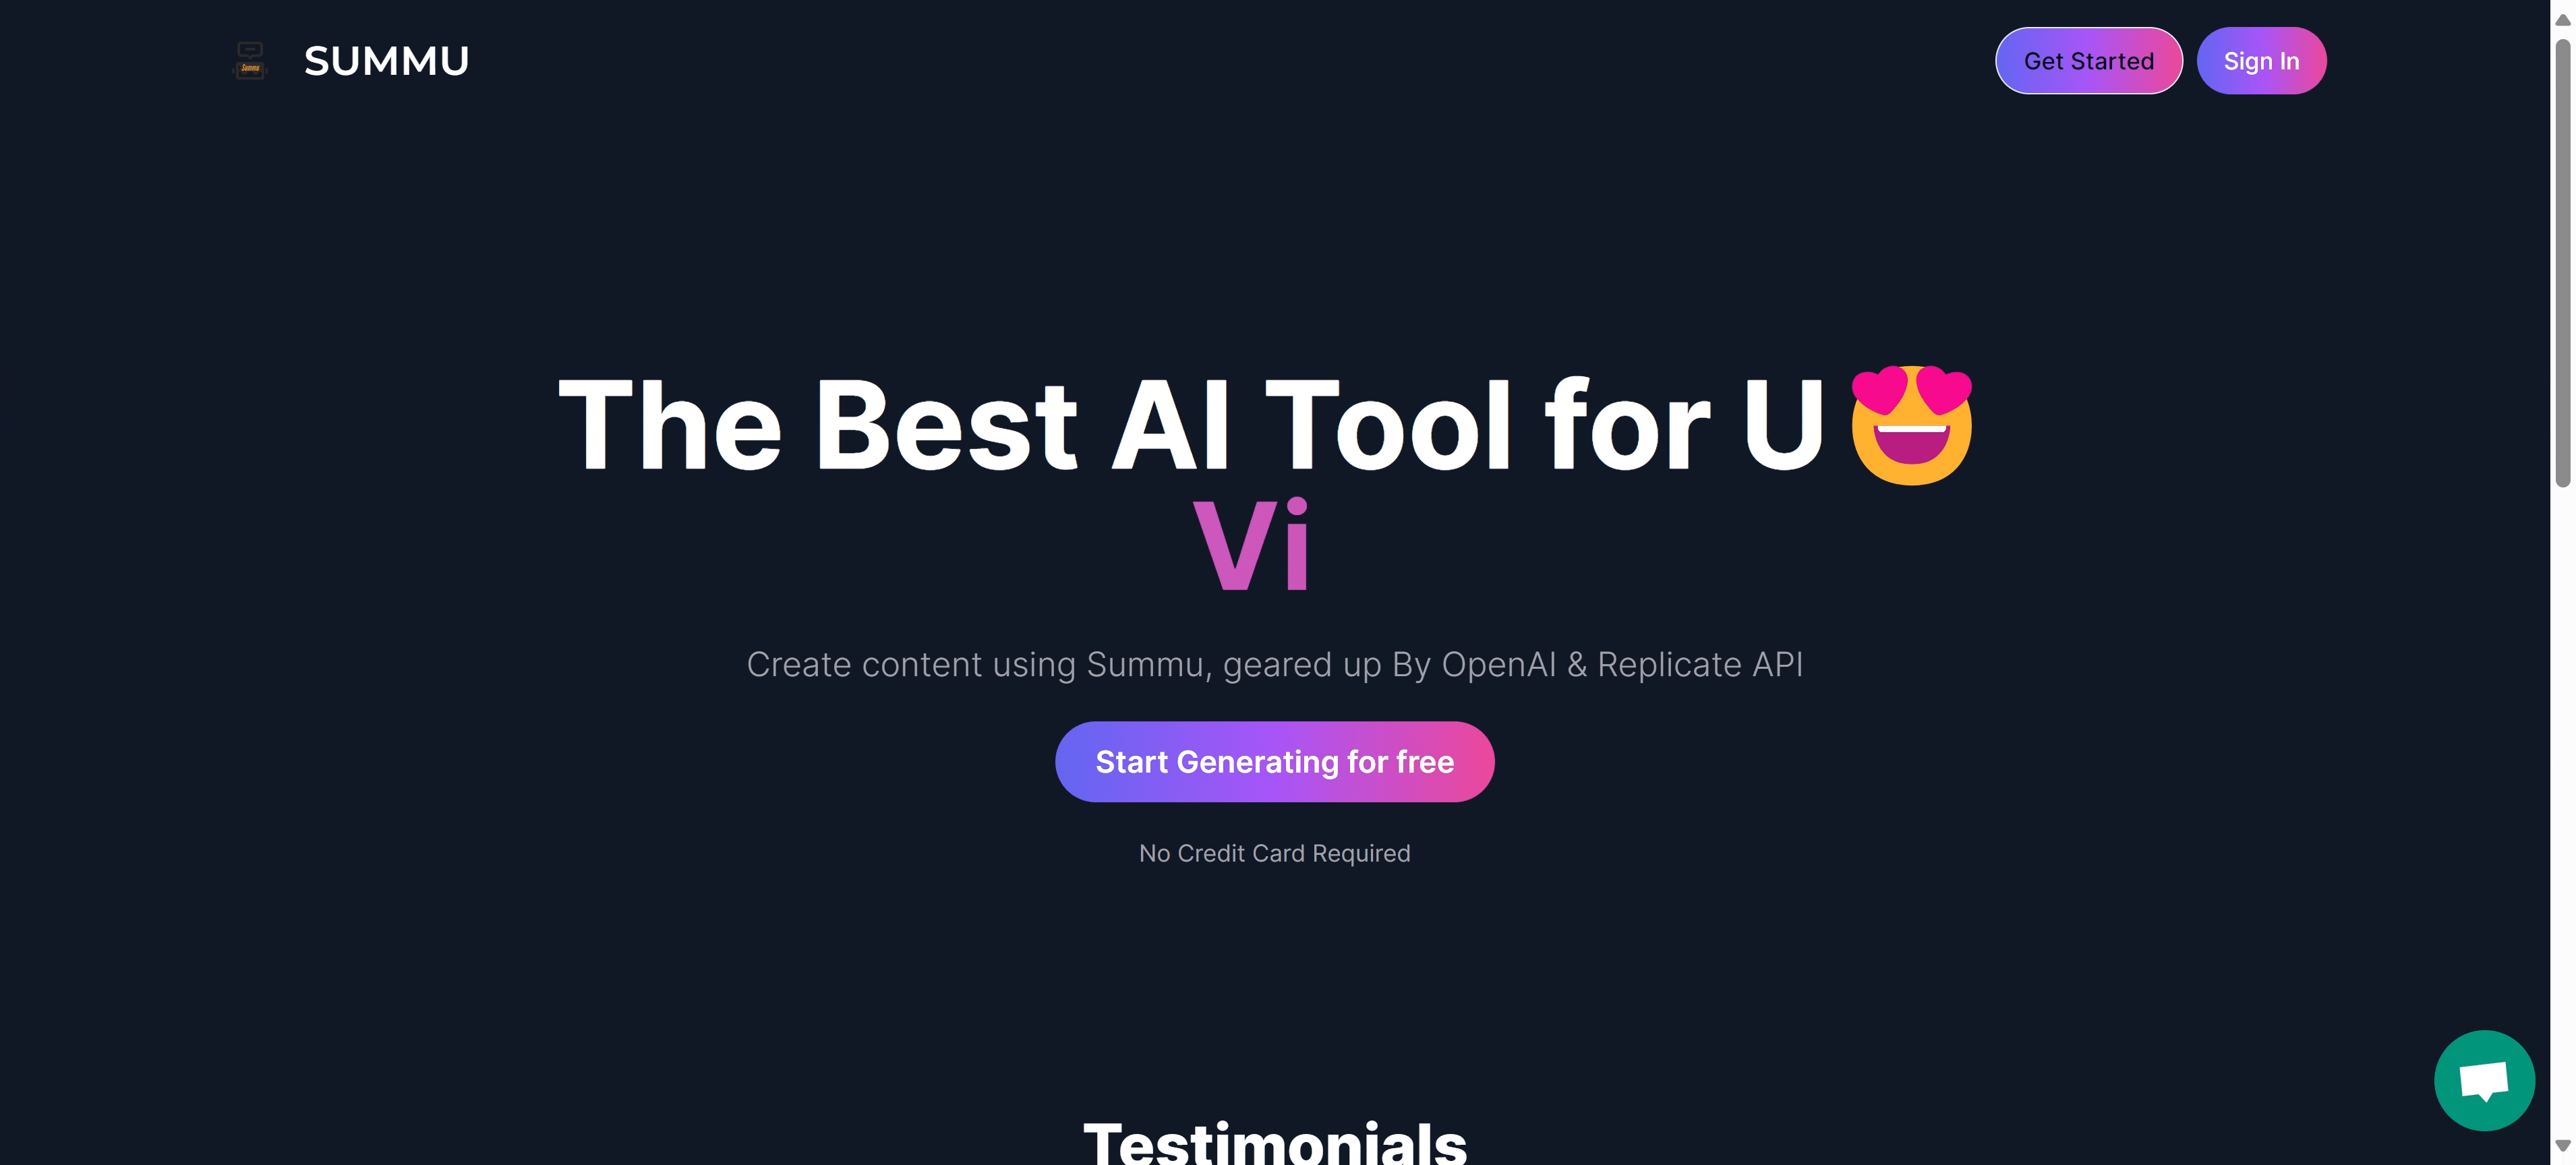 Summu
SUMMU
Get Started
Sign In
The Best AI Tool for U
Vi
Create content using Summu, geared up By OpenAI & Replicate API
Start Generating for free
No Credit Card Required
Testimonials